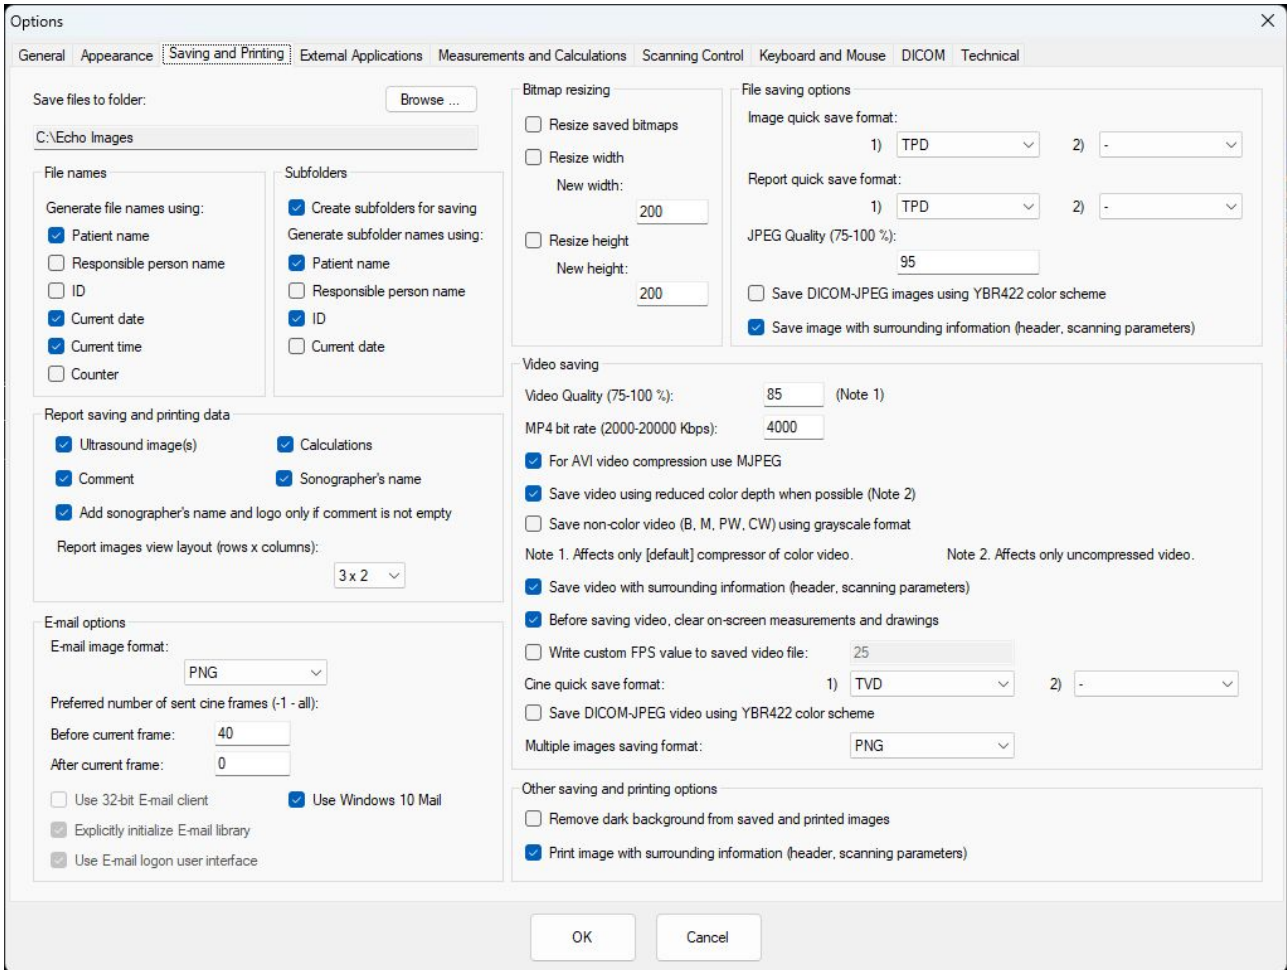 Options
General Appearance Saving and Printing External Applications Measurements and Calculations Scanning Control Keyboard and Mouse DICOM Technical
Save files to folder:
Browse ...
C:\Echo Images
File names
Generate file names using:
Patient name
Responsible person name
ID
Current date
Current time
Counter
Subfolders
Create subfolders for saving
Generate subfolder names using:
Patient name
Responsible person name
ID
Current date
Report saving and printing data
Ultrasound image(s)
Calculations
Comment
Sonographer's name
Add sonographer's name and logo only if comment is not empty
Report images view layout (rows x columns):
3 x 2
E-mail options
E-mail image format:
PNG
Preferred number of sent cine frames (-1 - all):
Before current frame: 40
After current frame: 0
Use 32-bit E-mail client
Use Windows 10 Mail
Explicitly initialize E-mail library
Use E-mail logon user interface
Bitmap resizing
Resize saved bitmaps
Resize width
New width:
200
Resize height
New height:
200
File saving options
Image quick save format:
1) TPD 2) -
Report quick save format:
1) TPD 2) -
JPEG Quality (75-100 %):
95
Save DICOM-JPEG images using YBR422 color scheme
Save image with surrounding information (header, scanning parameters)
Video saving
Video Quality (75-100 %): 85 (Note 1)
MP4 bit rate (2000-20000 Kbps): 4000
For AVI video compression use MJPEG
Save video using reduced color depth when possible (Note 2)
Save non-color video (B, M, PW, CW) using grayscale format
Note 1. Affects only [default] compressor of color video. Note 2. Affects only uncompressed video.
Save video with surrounding information (header, scanning parameters)
Before saving video, clear on-screen measurements and drawings
Write custom FPS value to saved video file: 25
Cine quick save format: 1) TVD 2) -
Save DICOM-JPEG video using YBR422 color scheme
Multiple images saving format: PNG
Other saving and printing options
Remove dark background from saved and printed images
Print image with surrounding information (header, scanning parameters)
OK Cancel